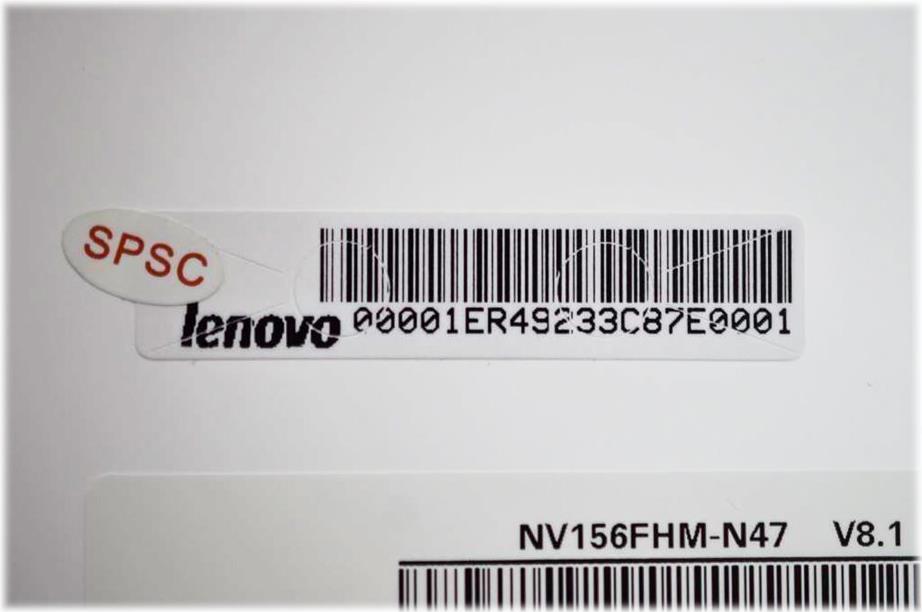 SPSC
lenovo 00001ER49233C87E0001
NV156FHM-N47 V8.1